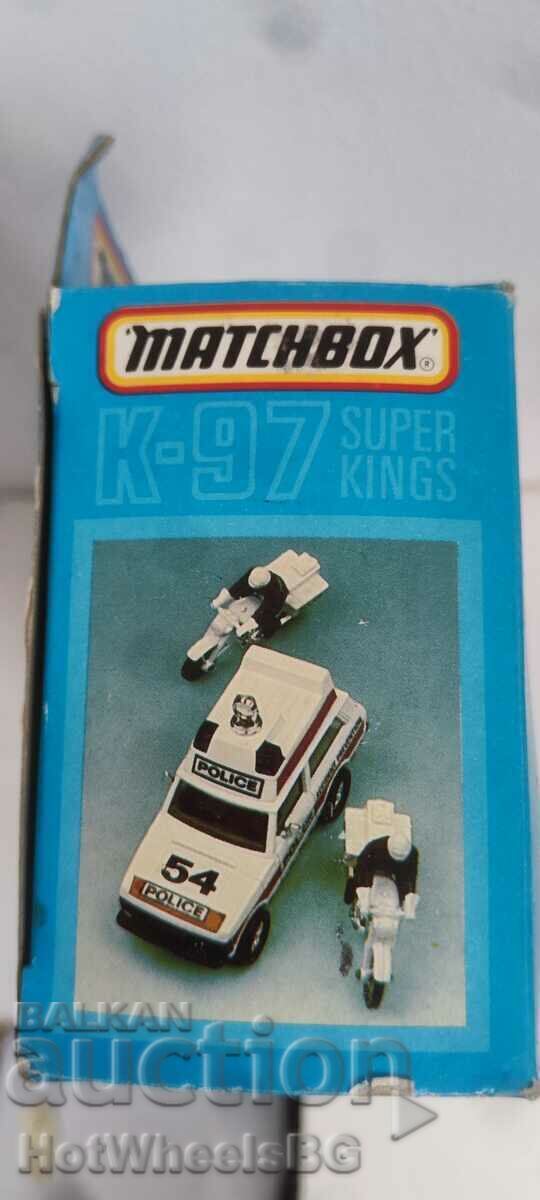 'MATCHBOX'®
K-97 SUPER
KINGS
POLICE
54
POLICE
BALKAN
auction
HotWheelsBG